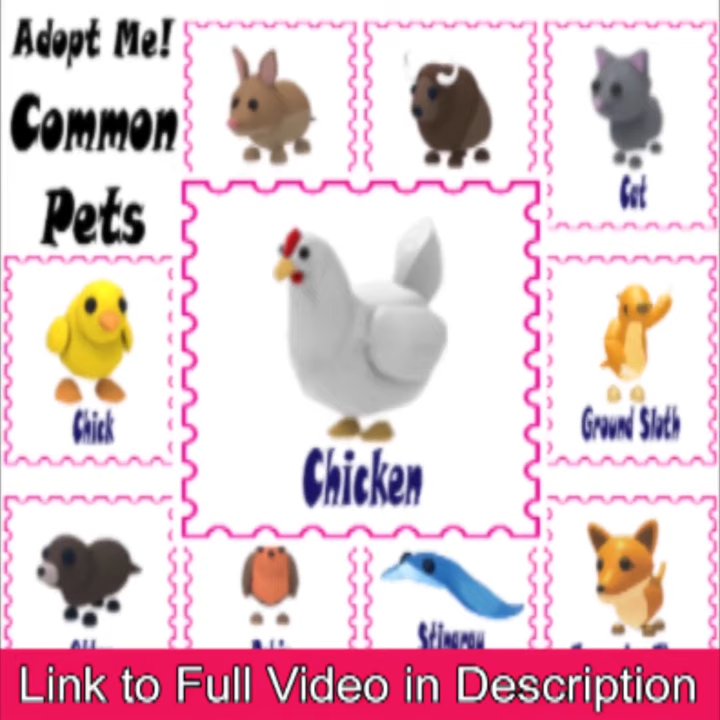 Adopt Me!
Common
Pets
Cat
Chick
Chicken
Ground Sloth
Stingray
Link to Full Video in Description